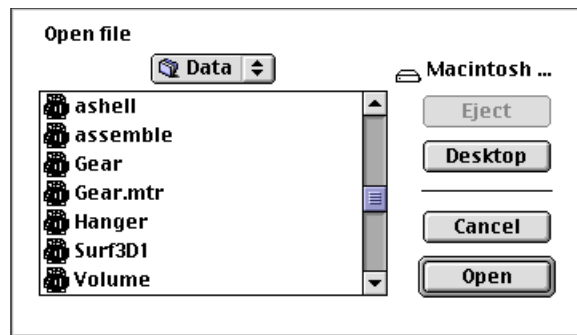 Open file
Data
Macintosh ...
ashell
assemble
Gear
Gear.mtr
Hanger
Surf3D1
Volume
Eject
Desktop
Cancel
Open